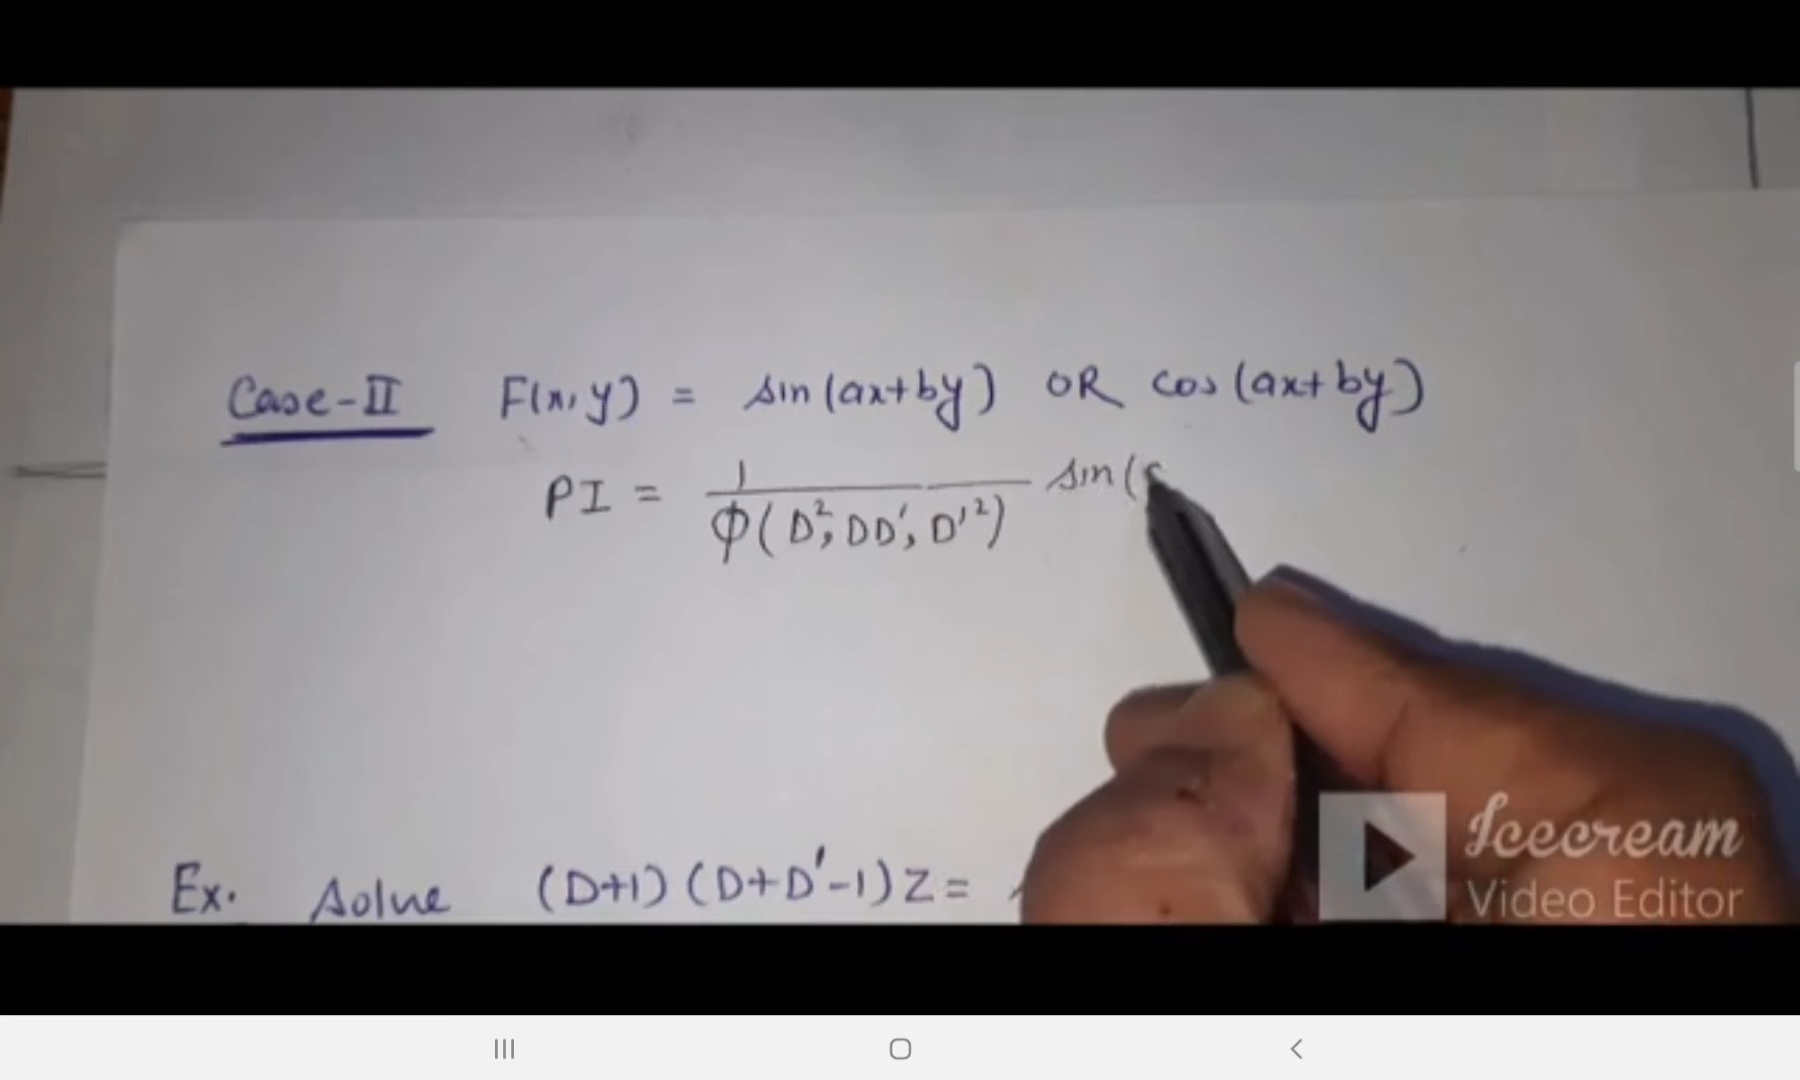 Case-II F(x,y) = sin(ax+by) OR cos(ax+by)
PI = 1/Φ(D², DD', D'²) sin(
Ex. Solve (D+1)(D+D'-1)Z =
Icecream
Video Editor